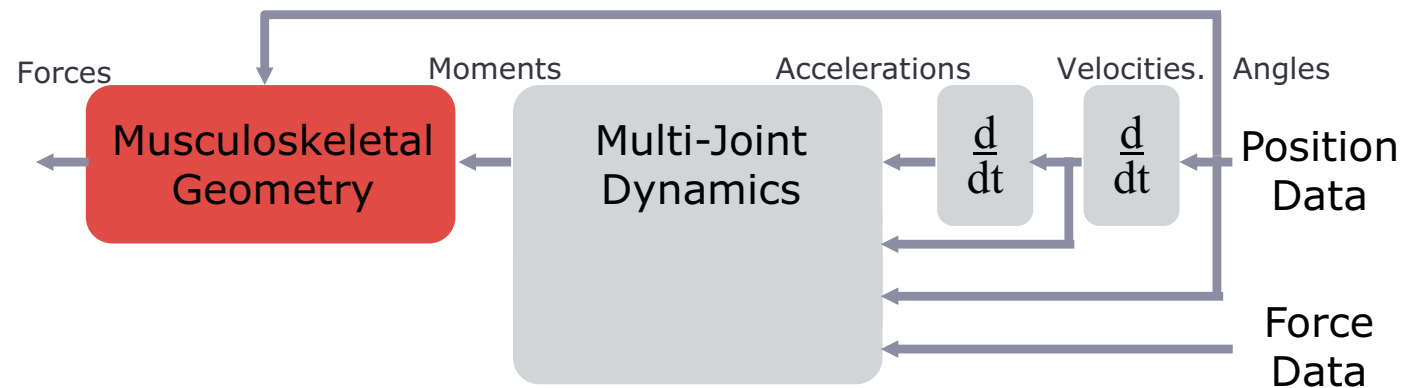 Forces
Moments
Accelerations
Velocities.
Angles
Musculoskeletal
Geometry
Multi-Joint
Dynamics
d
dt
d
dt
Position
Data
Force
Data